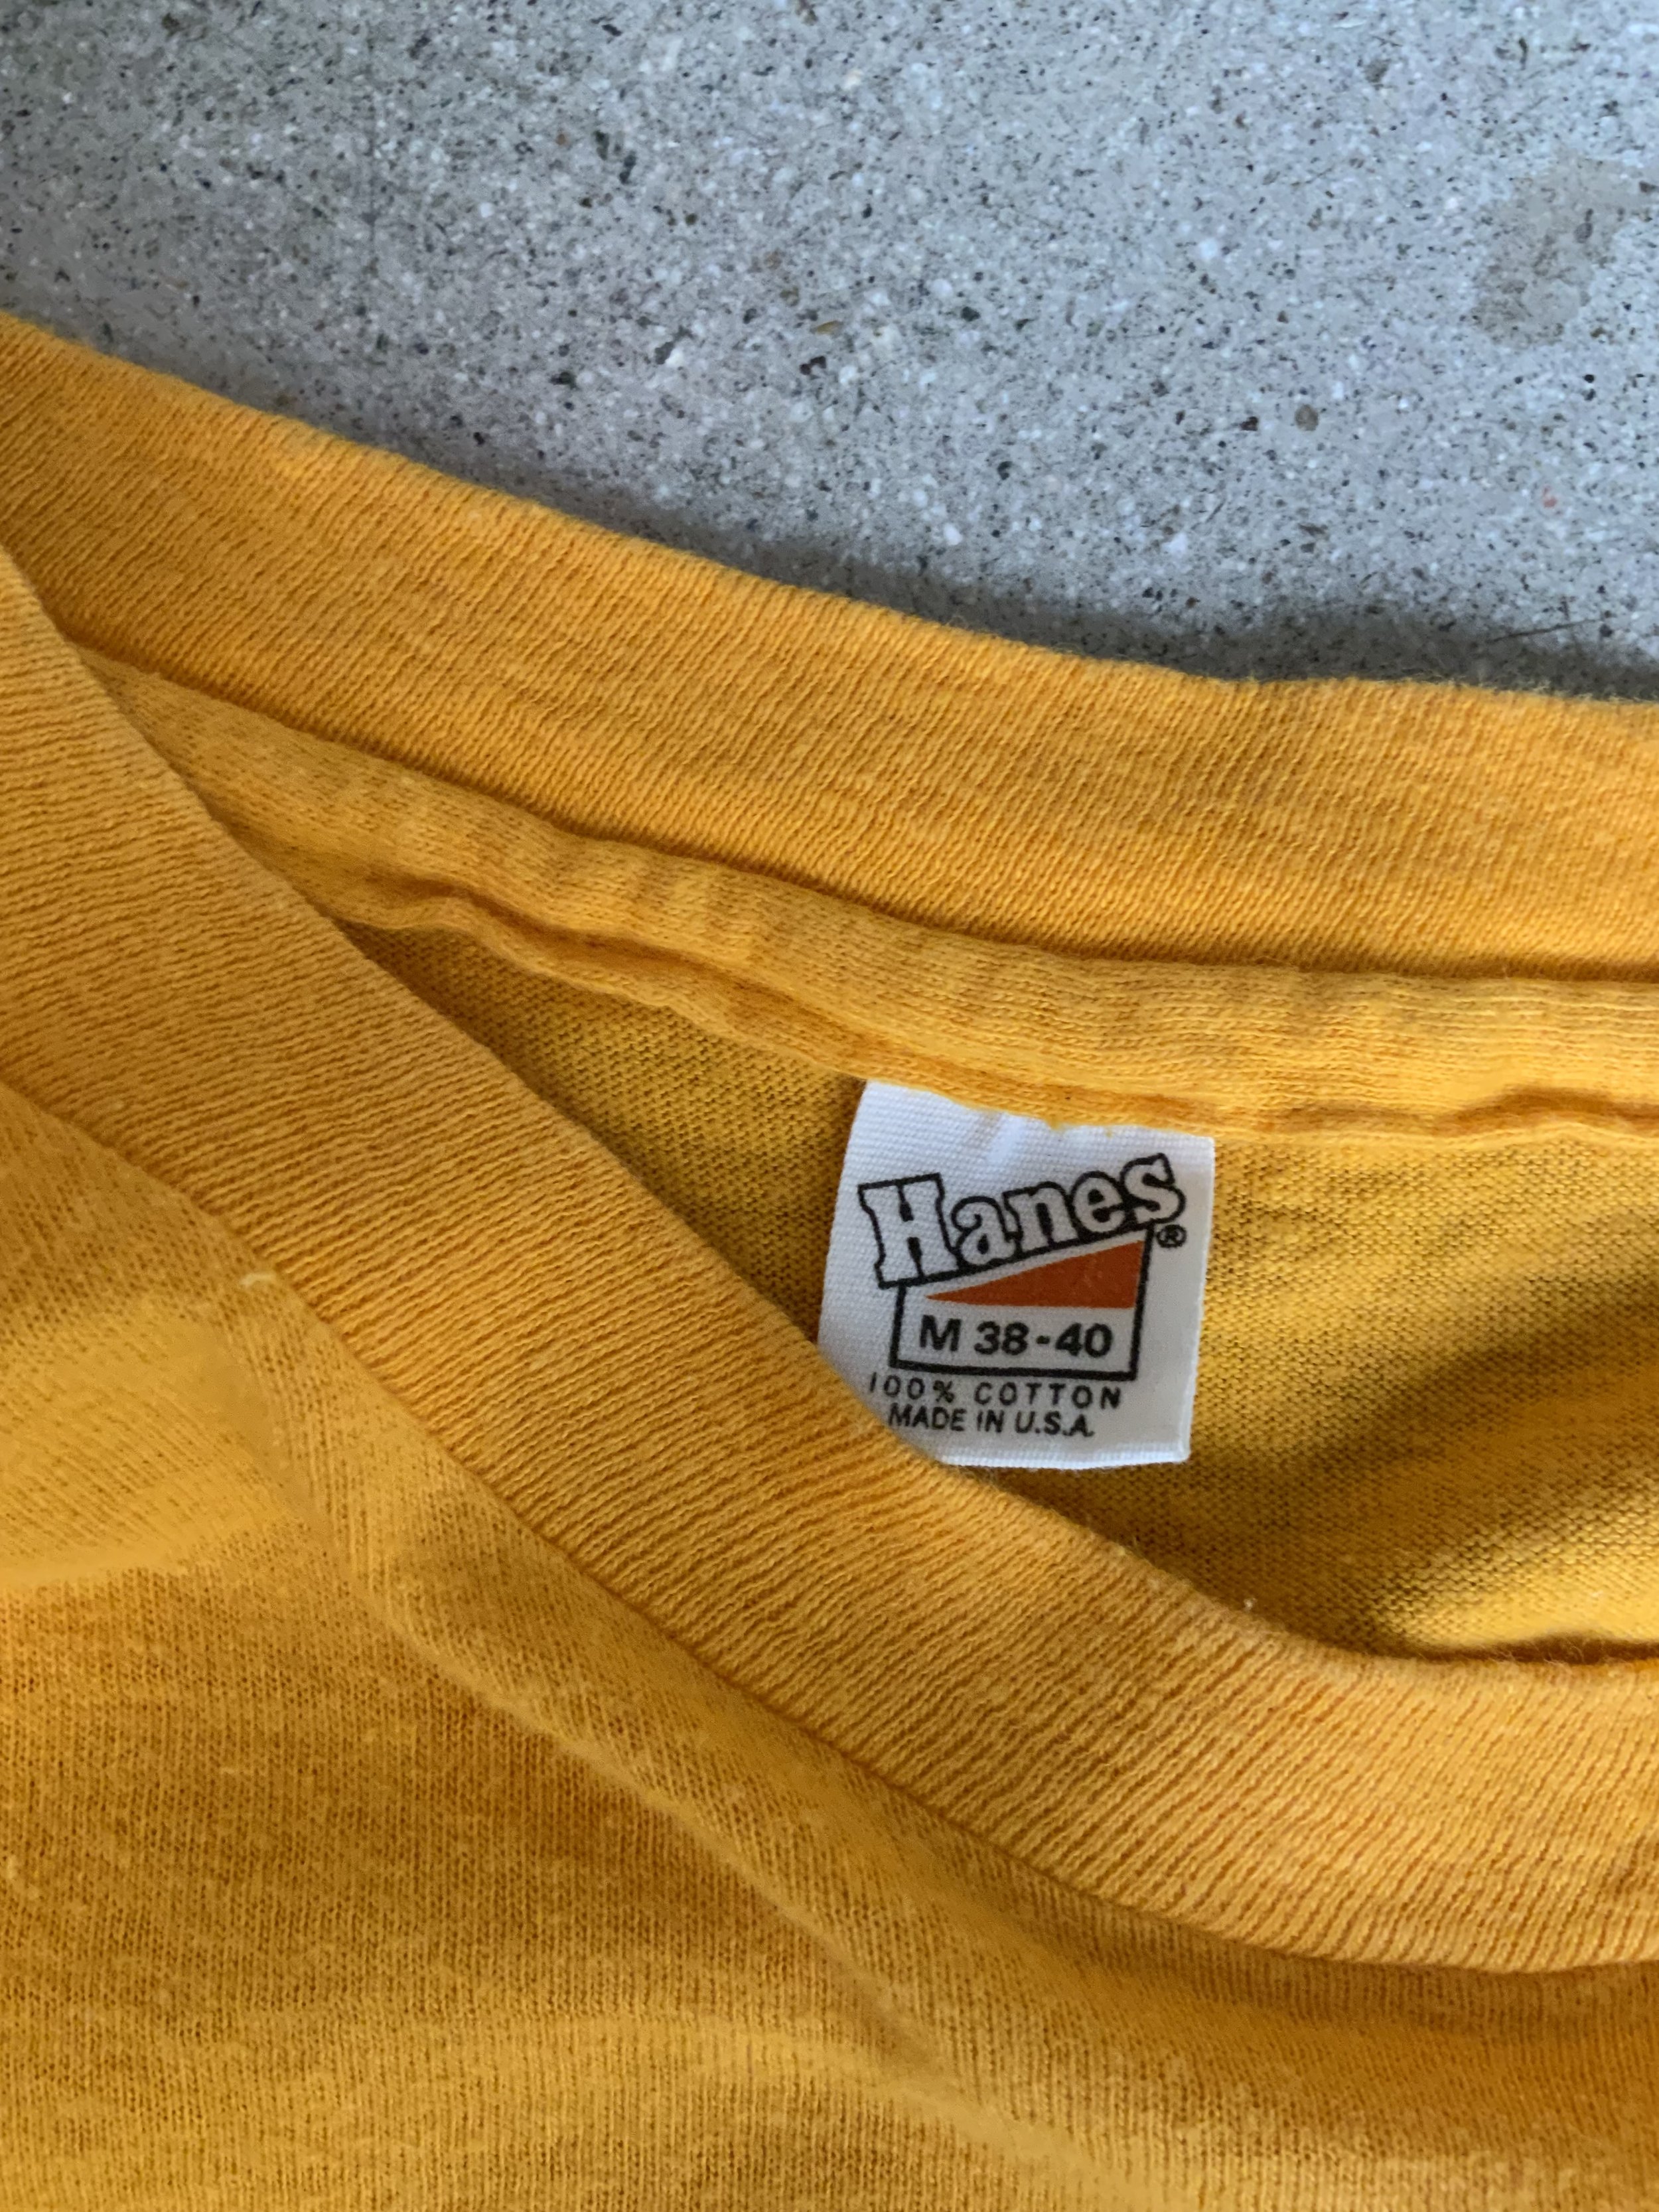 Hanes®
M 38-40
100% COTTON
MADE IN U.S.A.